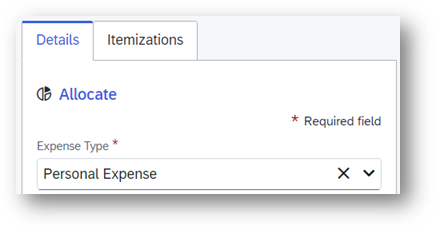 Details Itemizations
Allocate
* Required field
Expense Type *
Personal Expense